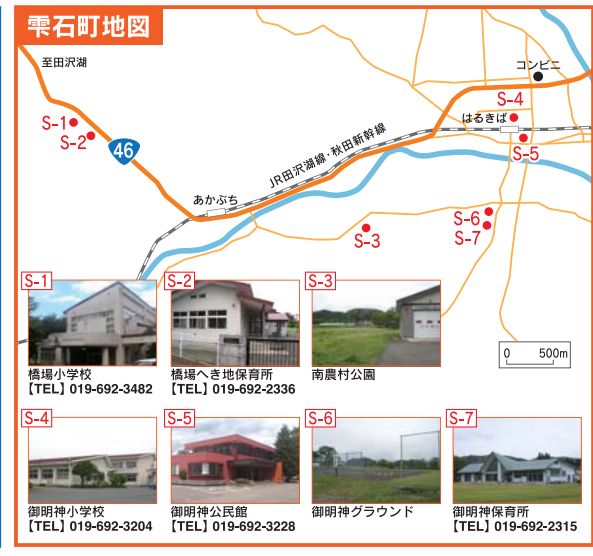 雫石町地図
至田沢湖
コンビニ
S-4
はるきば
S-1
S-2
46
S-5
JR田沢湖線・秋田新幹線
あかぶち
S-6
S-3
S-7
0 500m
S-1
橋場小学校
【TEL】019-692-3482
S-2
橋場へき地保育所
【TEL】019-692-2336
S-3
南農村公園
S-4
御明神小学校
【TEL】019-692-3204
S-5
御明神公民館
【TEL】019-692-3228
S-6
御明神グラウンド
S-7
御明神保育所
【TEL】019-692-2315